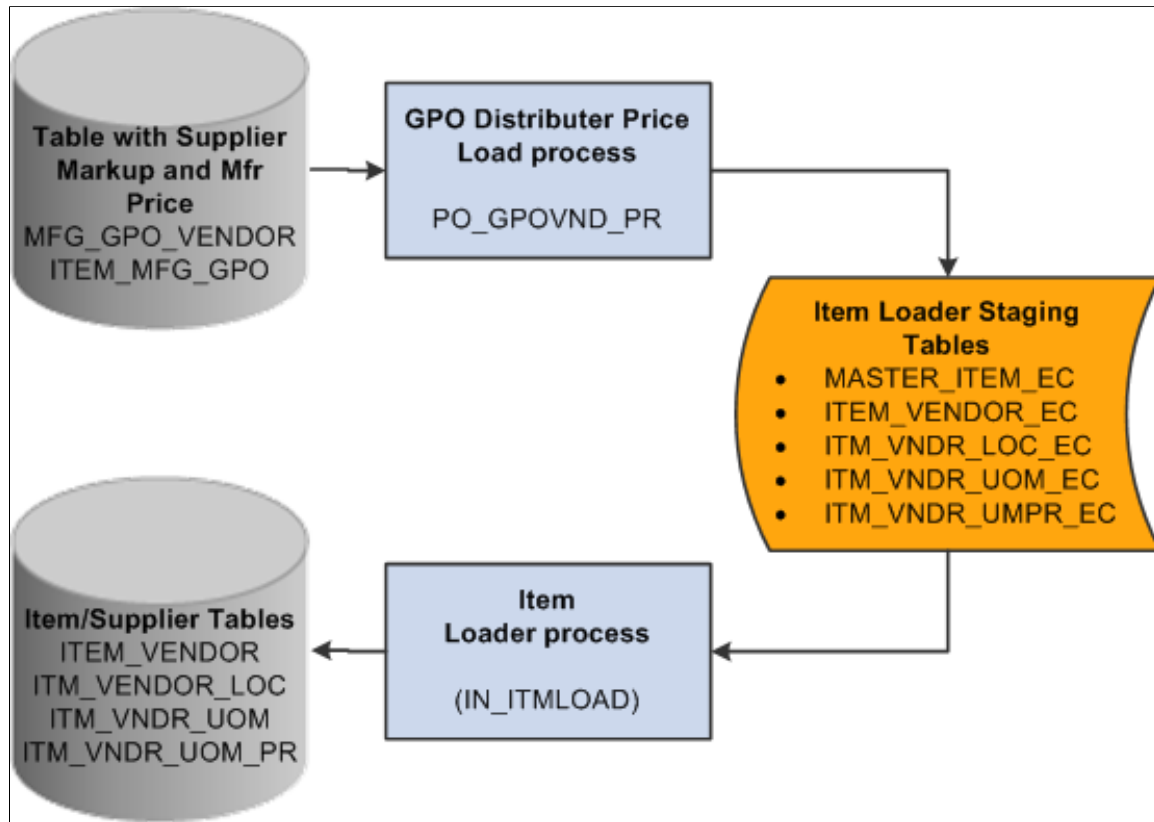 Table with Supplier
Markup and Mfr
Price
MFG_GPO_VENDOR
ITEM_MFG_GPO
GPO Distributer Price
Load process
PO_GPOVND_PR
Item Loader Staging
Tables
• MASTER_ITEM_EC
• ITEM_VENDOR_EC
• ITM_VNDR_LOC_EC
• ITM_VNDR_UOM_EC
• ITM_VNDR_UMPR_EC
Item
Loader process
(IN_ITMLOAD)
Item/Supplier Tables
ITEM_VENDOR
ITM_VENDOR_LOC
ITM_VNDR_UOM
ITM_VNDR_UOM_PR